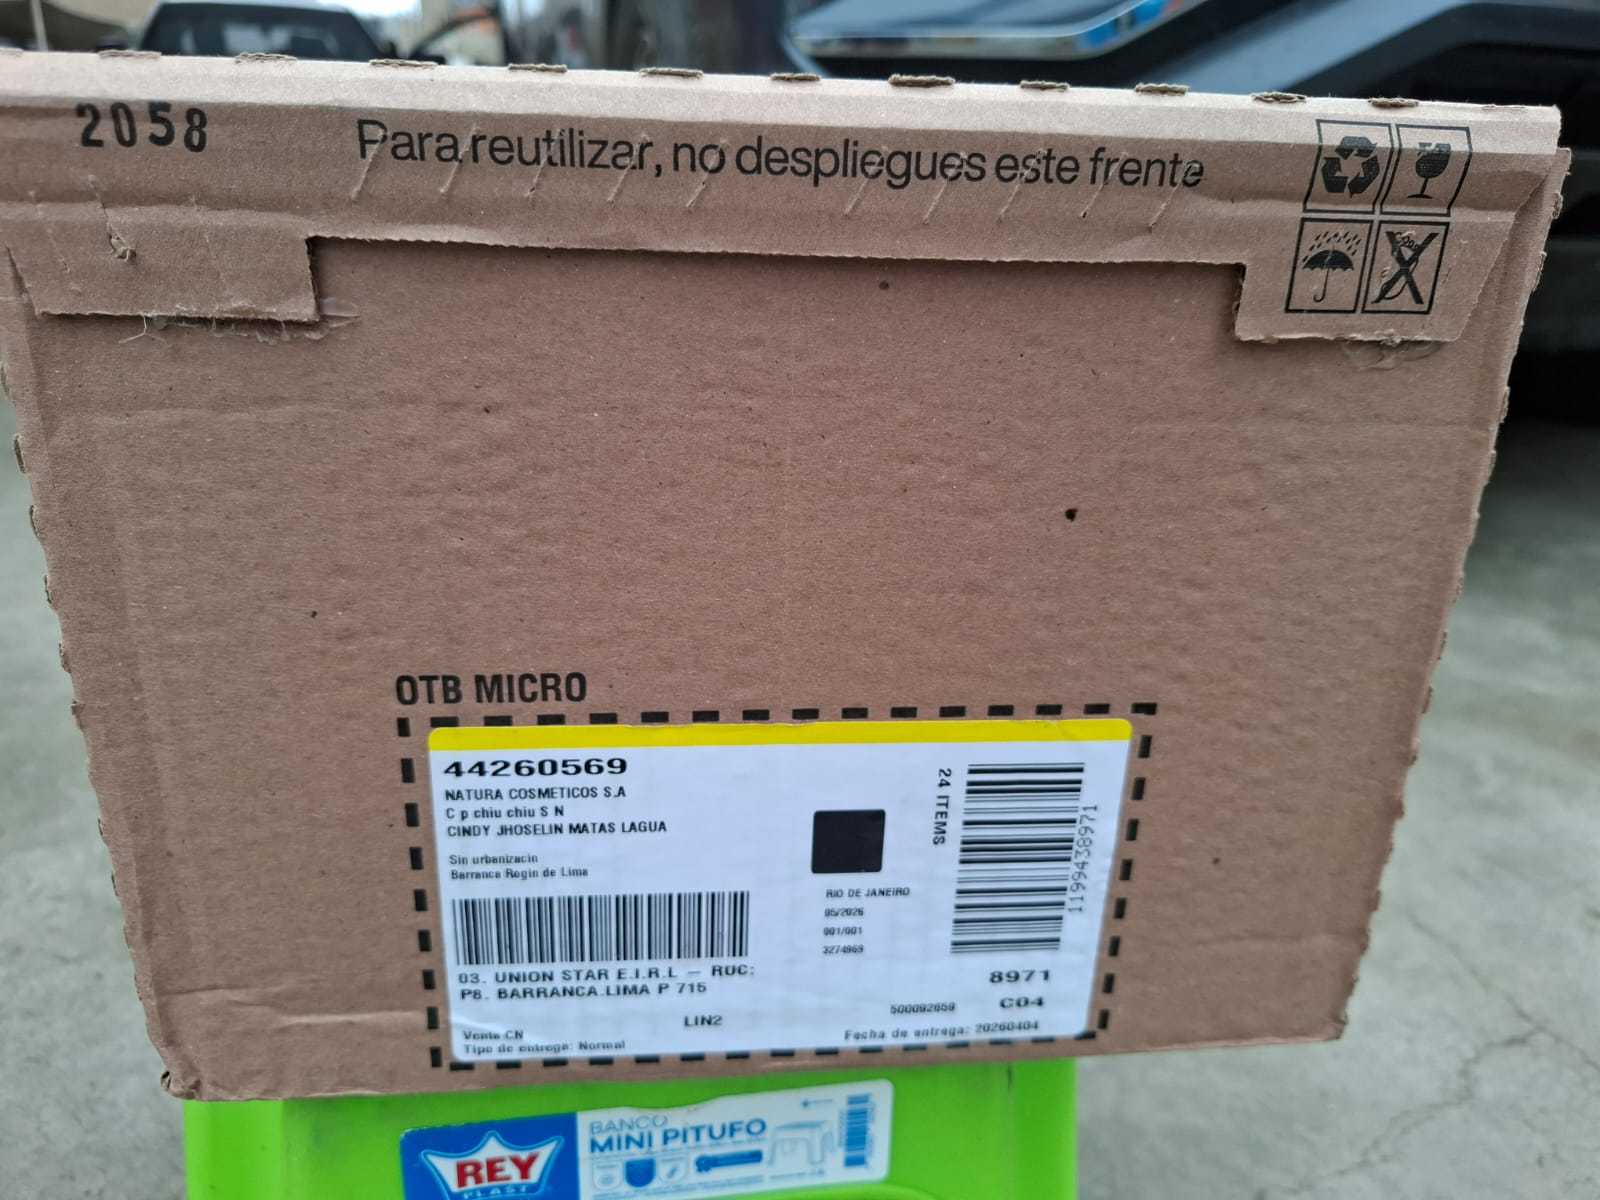 2058
Para reutilizar, no despliegues este frente
OTB MICRO
44260569
NATURA COSMETICOS S.A
C p chiu chiu S N
CINDY JHOSELIN MATAS LAGUA
Sin urbanizacin
Barranca Regin de Lima
24 ITEMS
1199438971
RIO DE JANEIRO
05/2026
001/001
3274969
03. UNION STAR E.I.R.L – RUC:
P8. BARRANCA.LIMA P 715
8971
500092659
C04
LIN2
Venta CN
Tipo de entrega: Normal
Fecha de entrega: 20260404
REY
PLAST
BANCO
MINI PITUFO